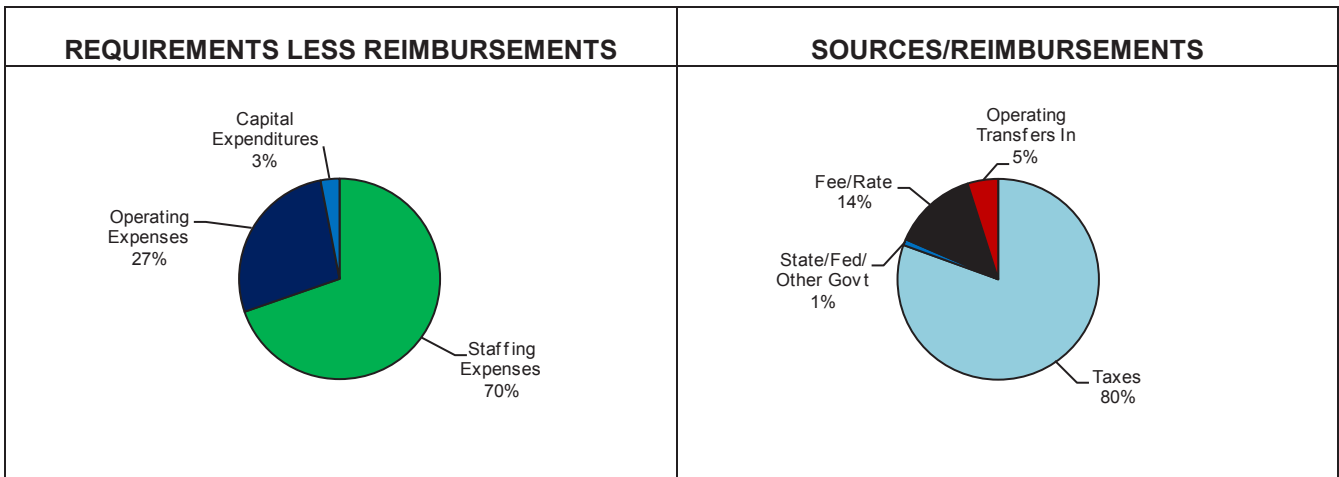 REQUIREMENTS LESS REIMBURSEMENTS
Capital
Expenditures
3%
Operating
Expenses
27%
Staffing
Expenses
70%
SOURCES/REIMBURSEMENTS
Operating
Transfers In
5%
Fee/Rate
14%
State/Fed/
Other Govt
1%
Taxes
80%